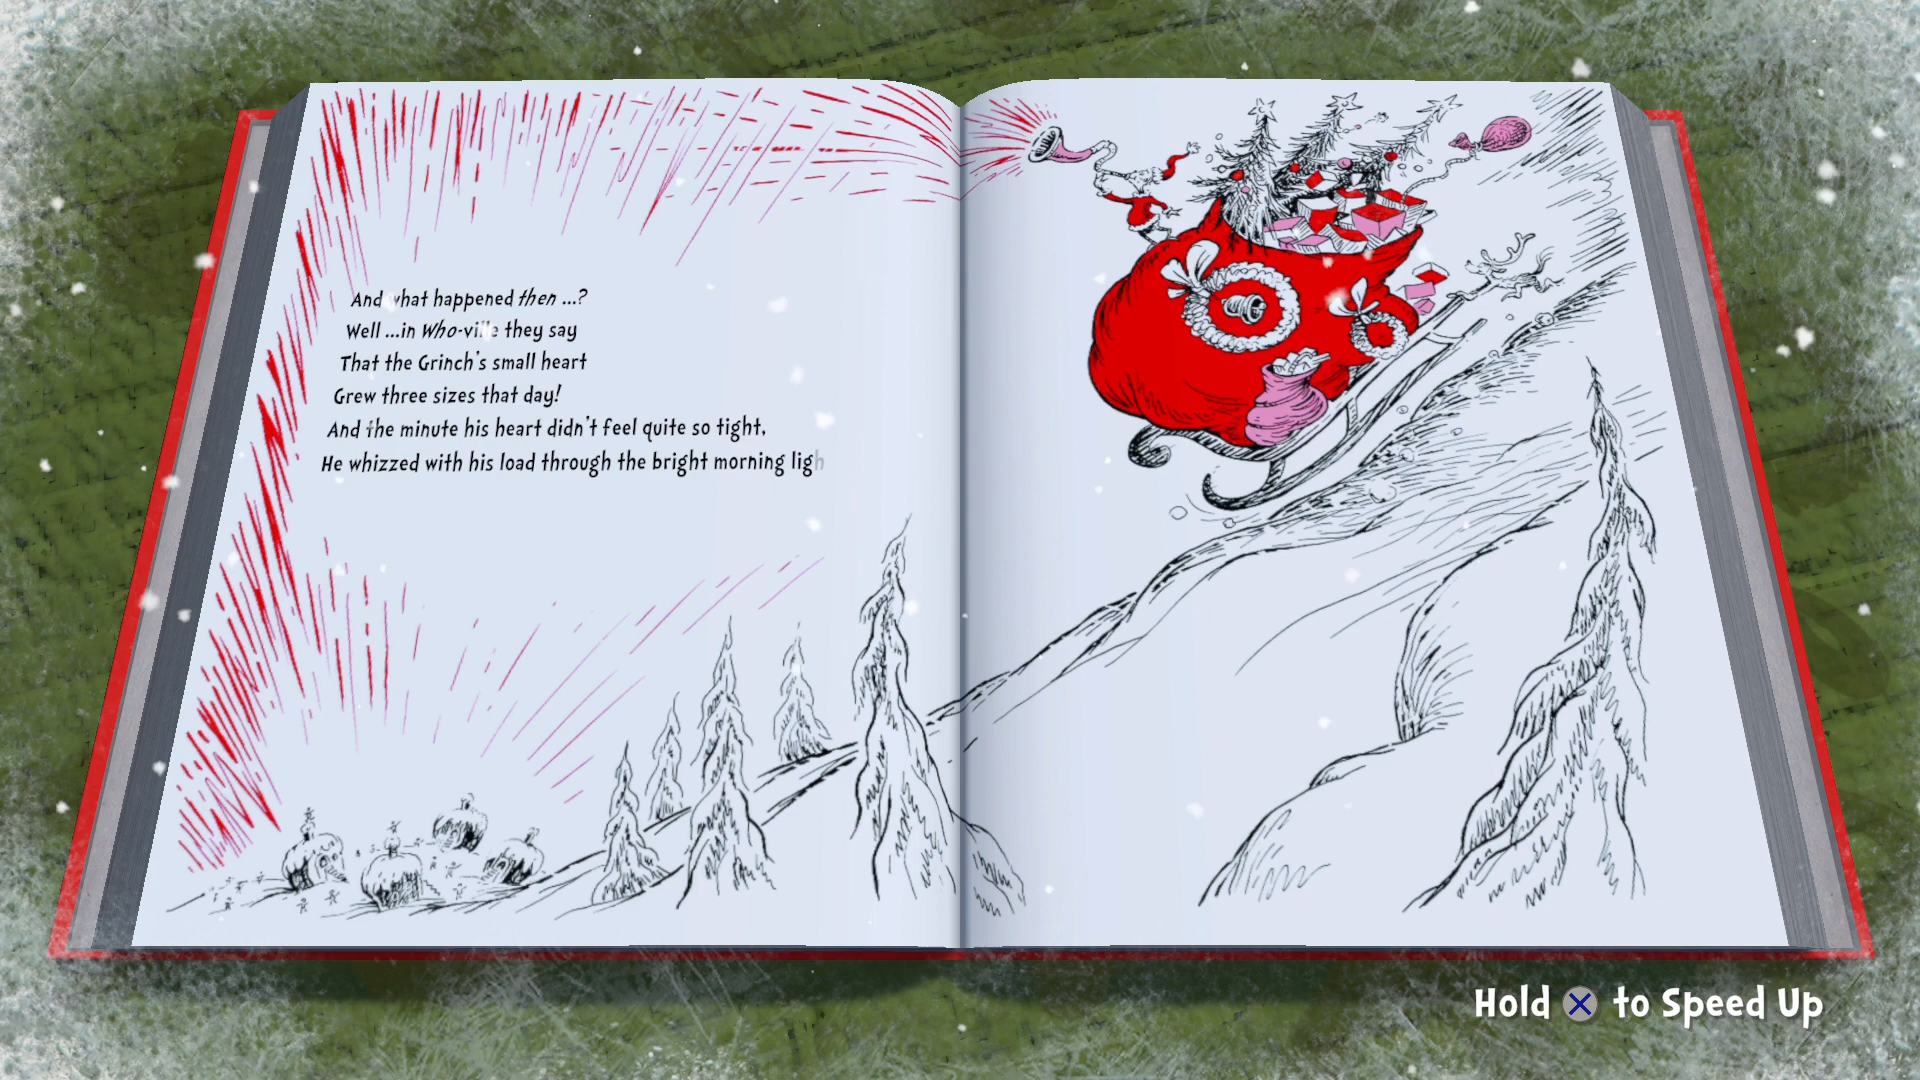 And what happened then ...?
Well ...in Who-ville they say
That the Grinch's small heart
Grew three sizes that day!
And the minute his heart didn't feel quite so tight,
He whizzed with his load through the bright morning ligh
Hold ⓧ to Speed Up